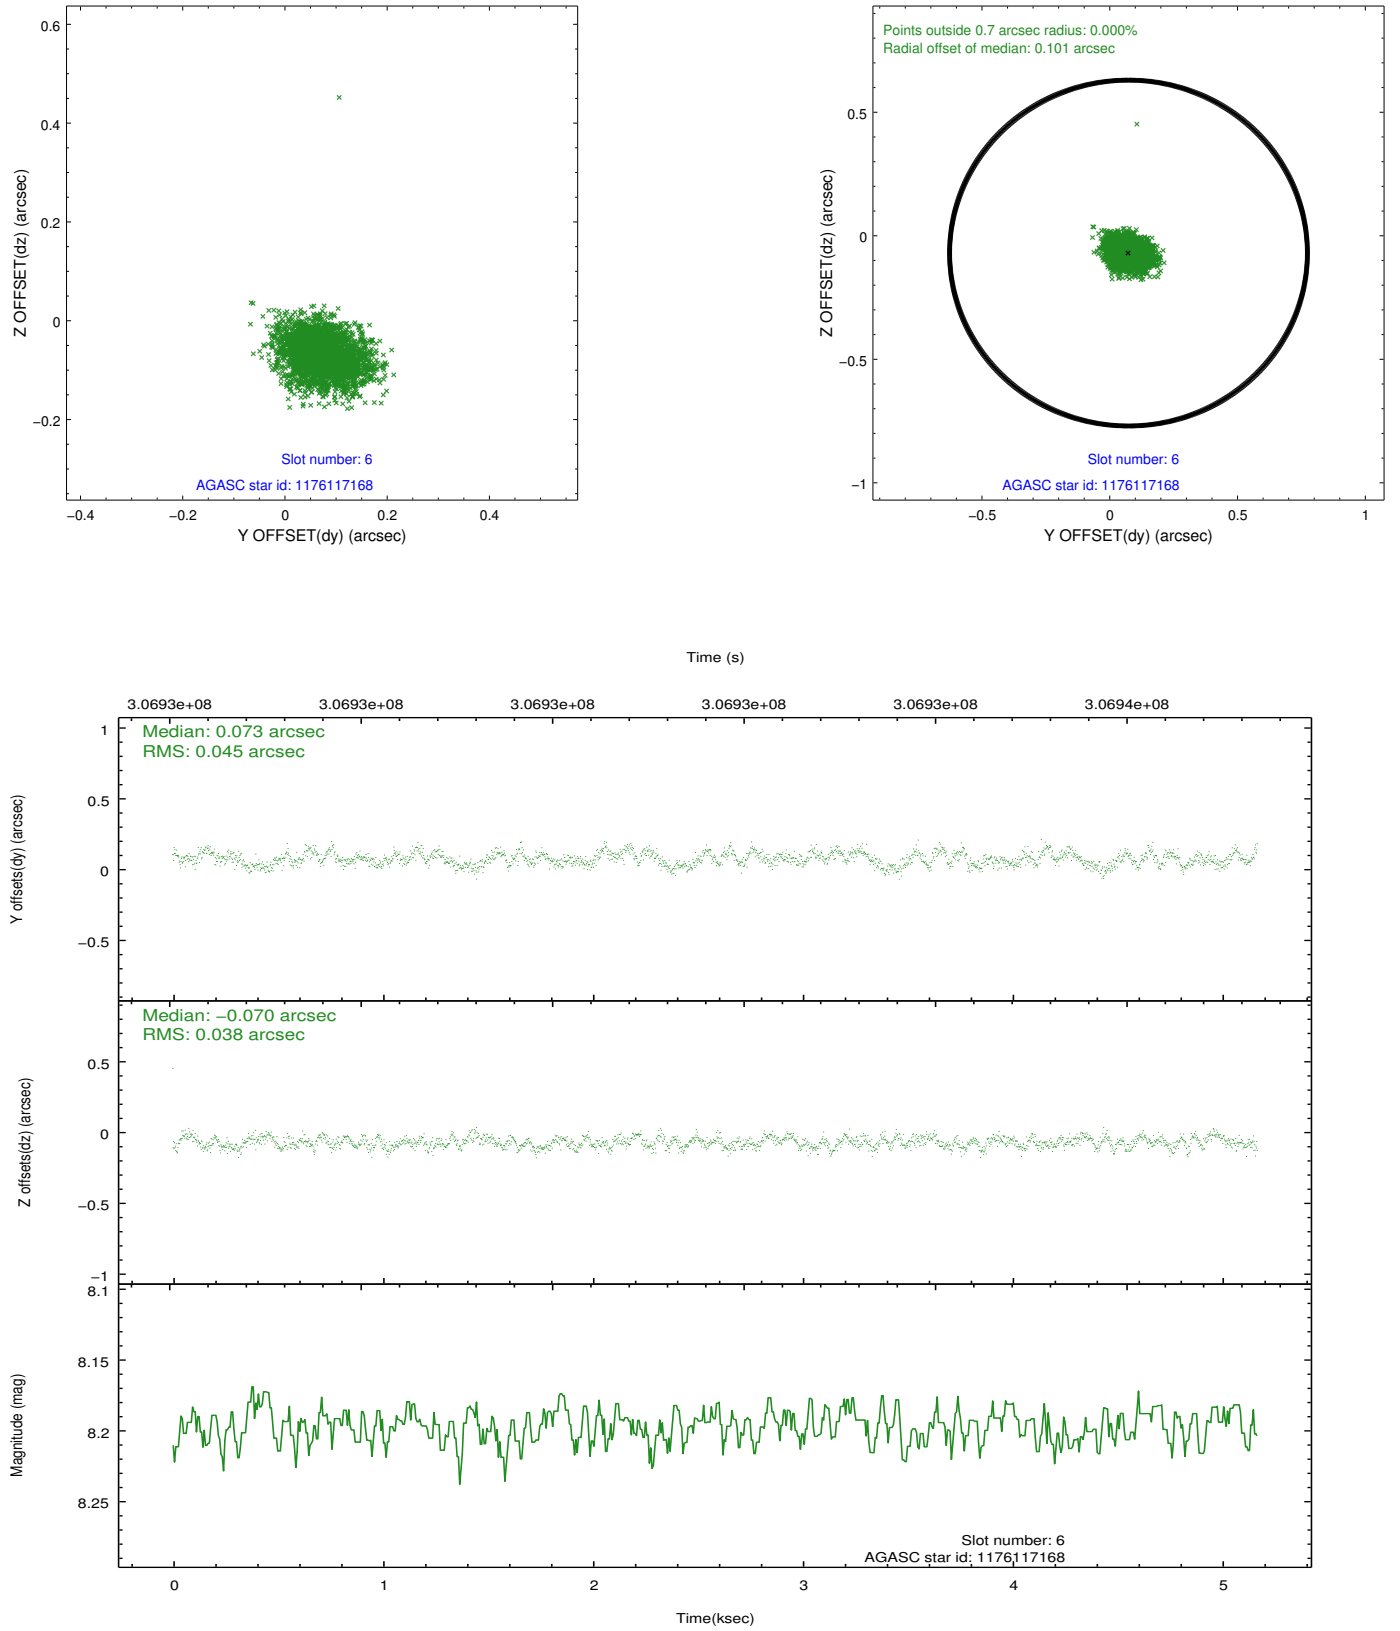 0.6
0.4
0.2
0
−0.2
Z OFFSET(dz) (arcsec)
Slot number: 6
AGASC star id: 1176117168
−0.4
−0.2
0
0.2
0.4
Y OFFSET(dy) (arcsec)
Points outside 0.7 arcsec radius: 0.000%
Radial offset of median: 0.101 arcsec
0.5
0
−0.5
−1
Z OFFSET(dz) (arcsec)
Slot number: 6
AGASC star id: 1176117168
−0.5
0
0.5
1
Y OFFSET(dy) (arcsec)
Time (s)
3.0693e+08
3.0693e+08
3.0693e+08
3.0693e+08
3.0693e+08
3.0694e+08
Median: 0.073 arcsec
RMS: 0.045 arcsec
1
0.5
0
−0.5
Y offsets(dy) (arcsec)
Median: −0.070 arcsec
RMS: 0.038 arcsec
0.5
0
−0.5
−1
Z offsets(dz) (arcsec)
8.1
8.15
8.2
8.25
Magnitude (mag)
Slot number: 6
AGASC star id: 1176117168
0
1
2
3
4
5
Time(ksec)